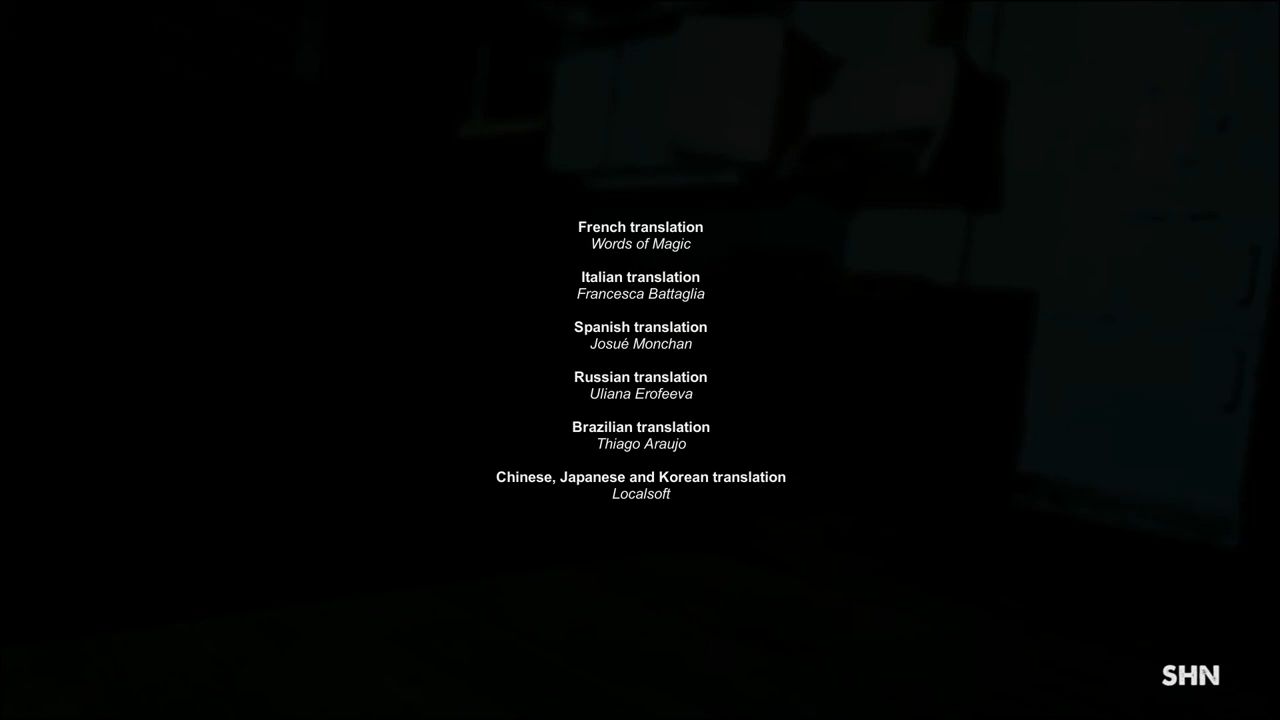 French translation
Words of Magic
Italian translation
Francesca Battaglia
Spanish translation
Josué Monchan
Russian translation
Uliana Erofeeva
Brazilian translation
Thiago Araujo
Chinese, Japanese and Korean translation
Localsoft
SHN